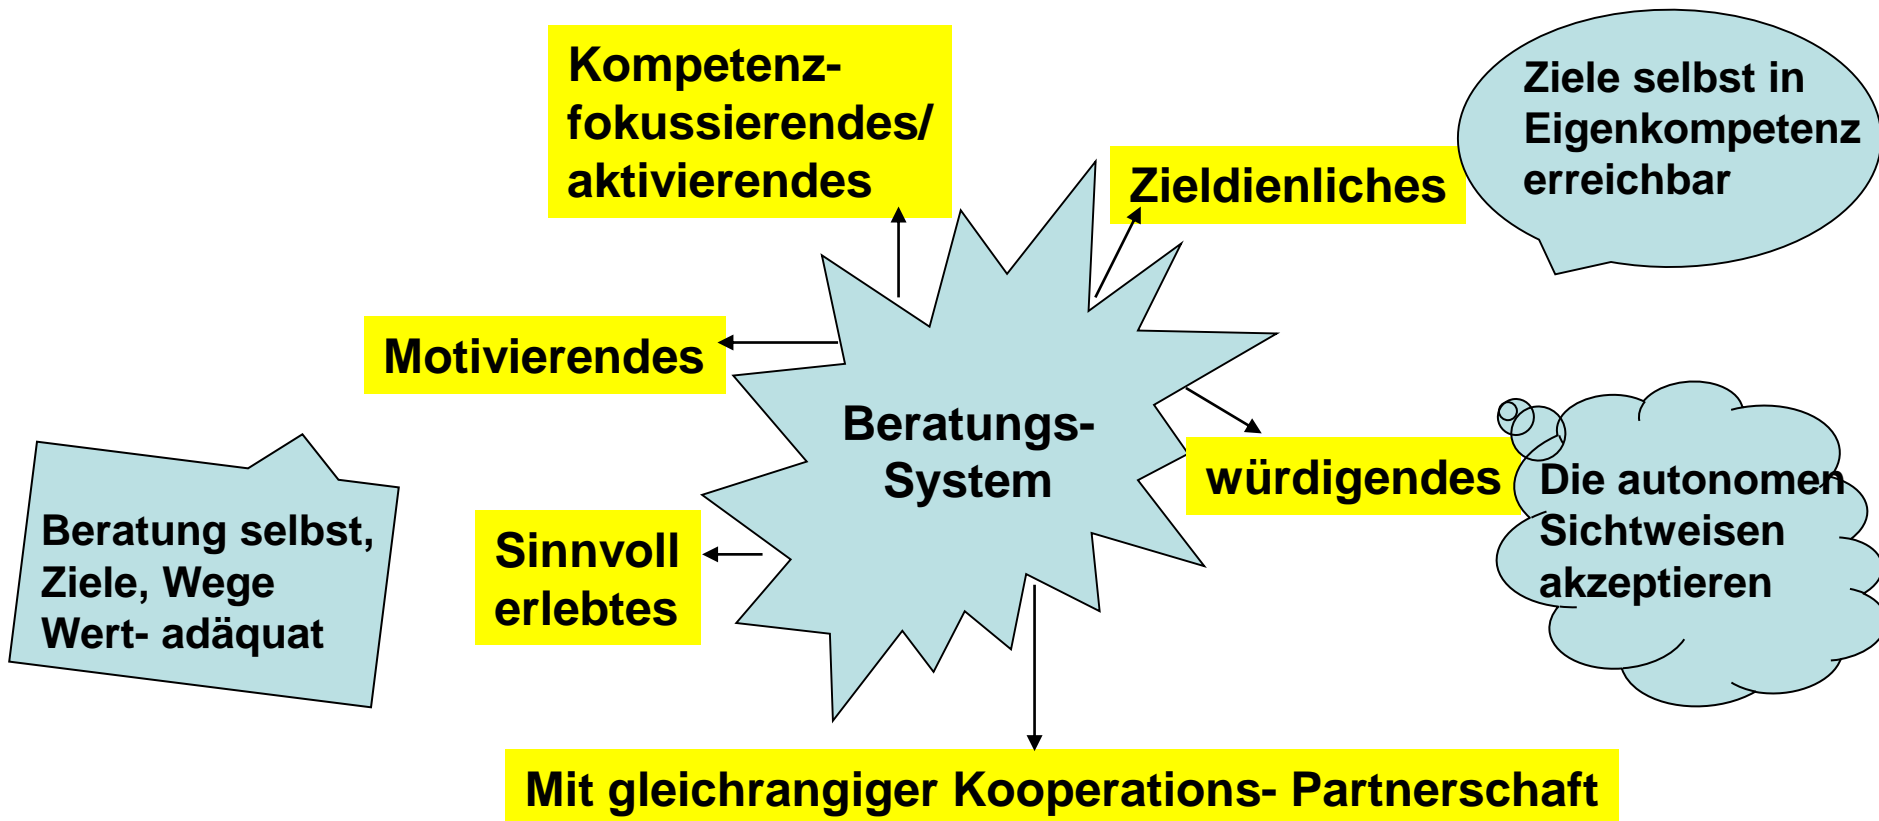 Kompetenz-
fokussierendes/
aktivierendes
Zieldienliches
Ziele selbst in
Eigenkompetenz
erreichbar
Motivierendes
Beratungs-
System
würdigendes
Die autonomen
Sichtweisen
akzeptieren
Beratung selbst,
Ziele, Wege
Wert- adäquat
Sinnvoll
erlebtes
Mit gleichrangiger Kooperations- Partnerschaft